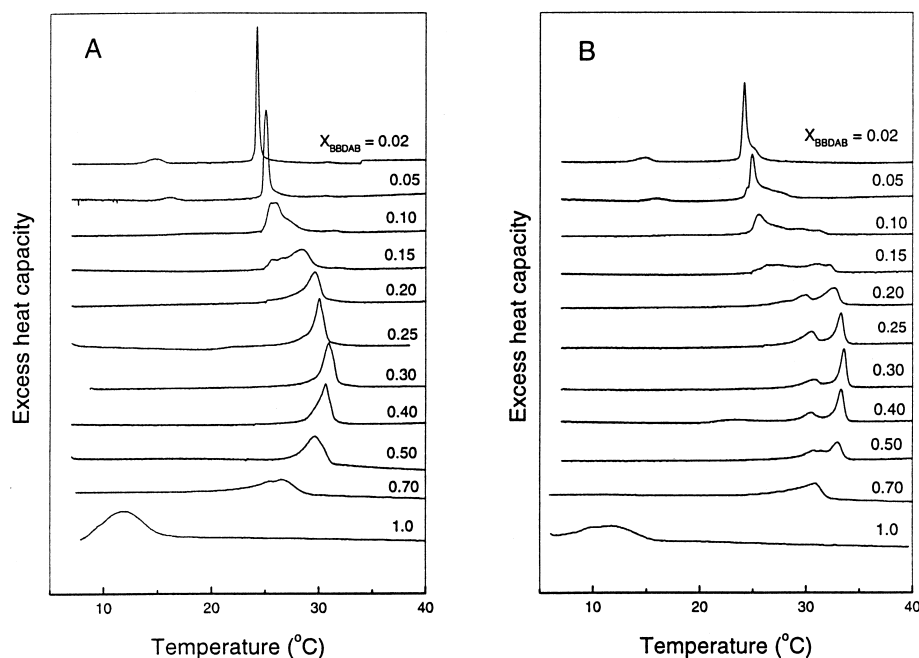 A
X_BBDAB = 0.02
0.05
0.10
0.15
0.20
0.25
0.30
0.40
0.50
0.70
1.0
Excess heat capacity
10 20 30 40
Temperature (°C)
B
X_BBDAB = 0.02
0.05
0.10
0.15
0.20
0.25
0.30
0.40
0.50
0.70
1.0
Excess heat capacity
10 20 30 40
Temperature (°C)